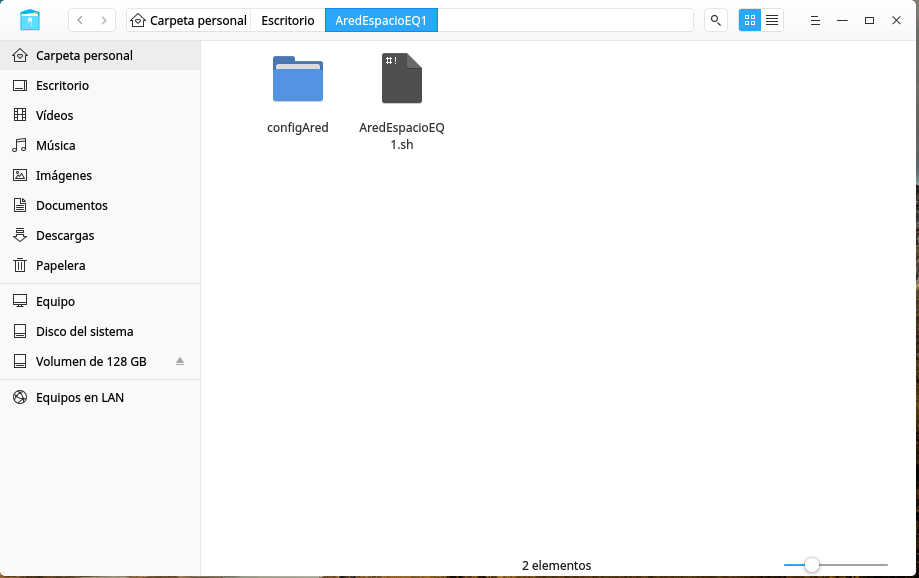 Carpeta personal
Escritorio
AredEspacioEQ1
Carpeta personal
Escritorio
Vídeos
Música
Imágenes
Documentos
Descargas
Papelera
Equipo
Disco del sistema
Volumen de 128 GB
Equipos en LAN
configAred
#!
AredEspacioEQ
1.sh
2 elementos